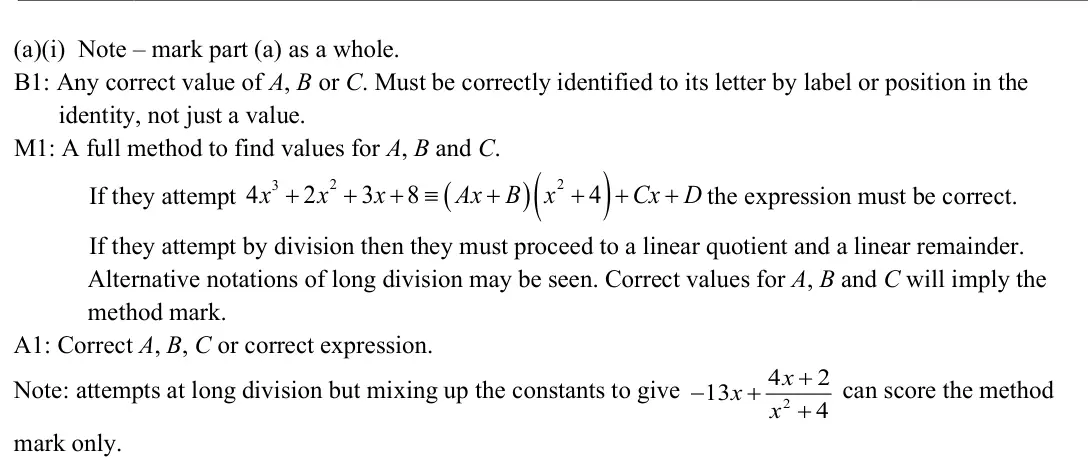 (a)(i) Note – mark part (a) as a whole.
B1: Any correct value of A, B or C. Must be correctly identified to its letter by label or position in the
identity, not just a value.
M1: A full method to find values for A, B and C.
If they attempt 4x³ + 2x² + 3x + 8 ≡ (Ax + B)(x² + 4) + Cx + D the expression must be correct.
If they attempt by division then they must proceed to a linear quotient and a linear remainder.
Alternative notations of long division may be seen. Correct values for A, B and C will imply the
method mark.
A1: Correct A, B, C or correct expression.
Note: attempts at long division but mixing up the constants to give −13x + (4x + 2)/(x² + 4) can score the method
mark only.